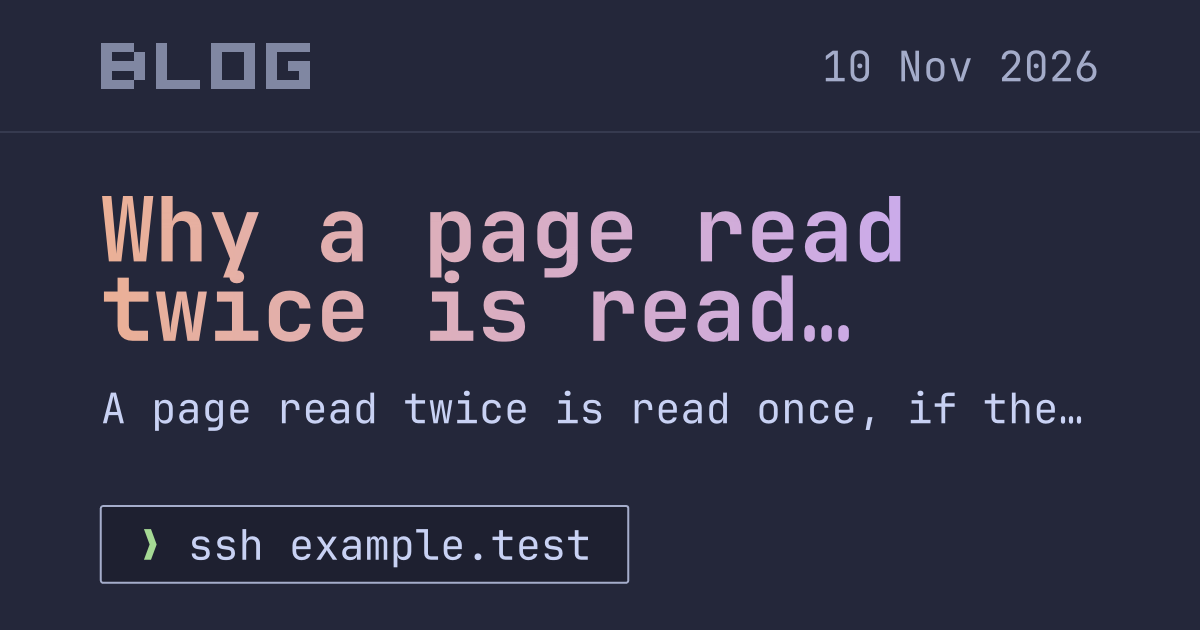 BLOG
10 Nov 2026
Why a page read
twice is read…
A page read twice is read once, if the…
❯ ssh example.test